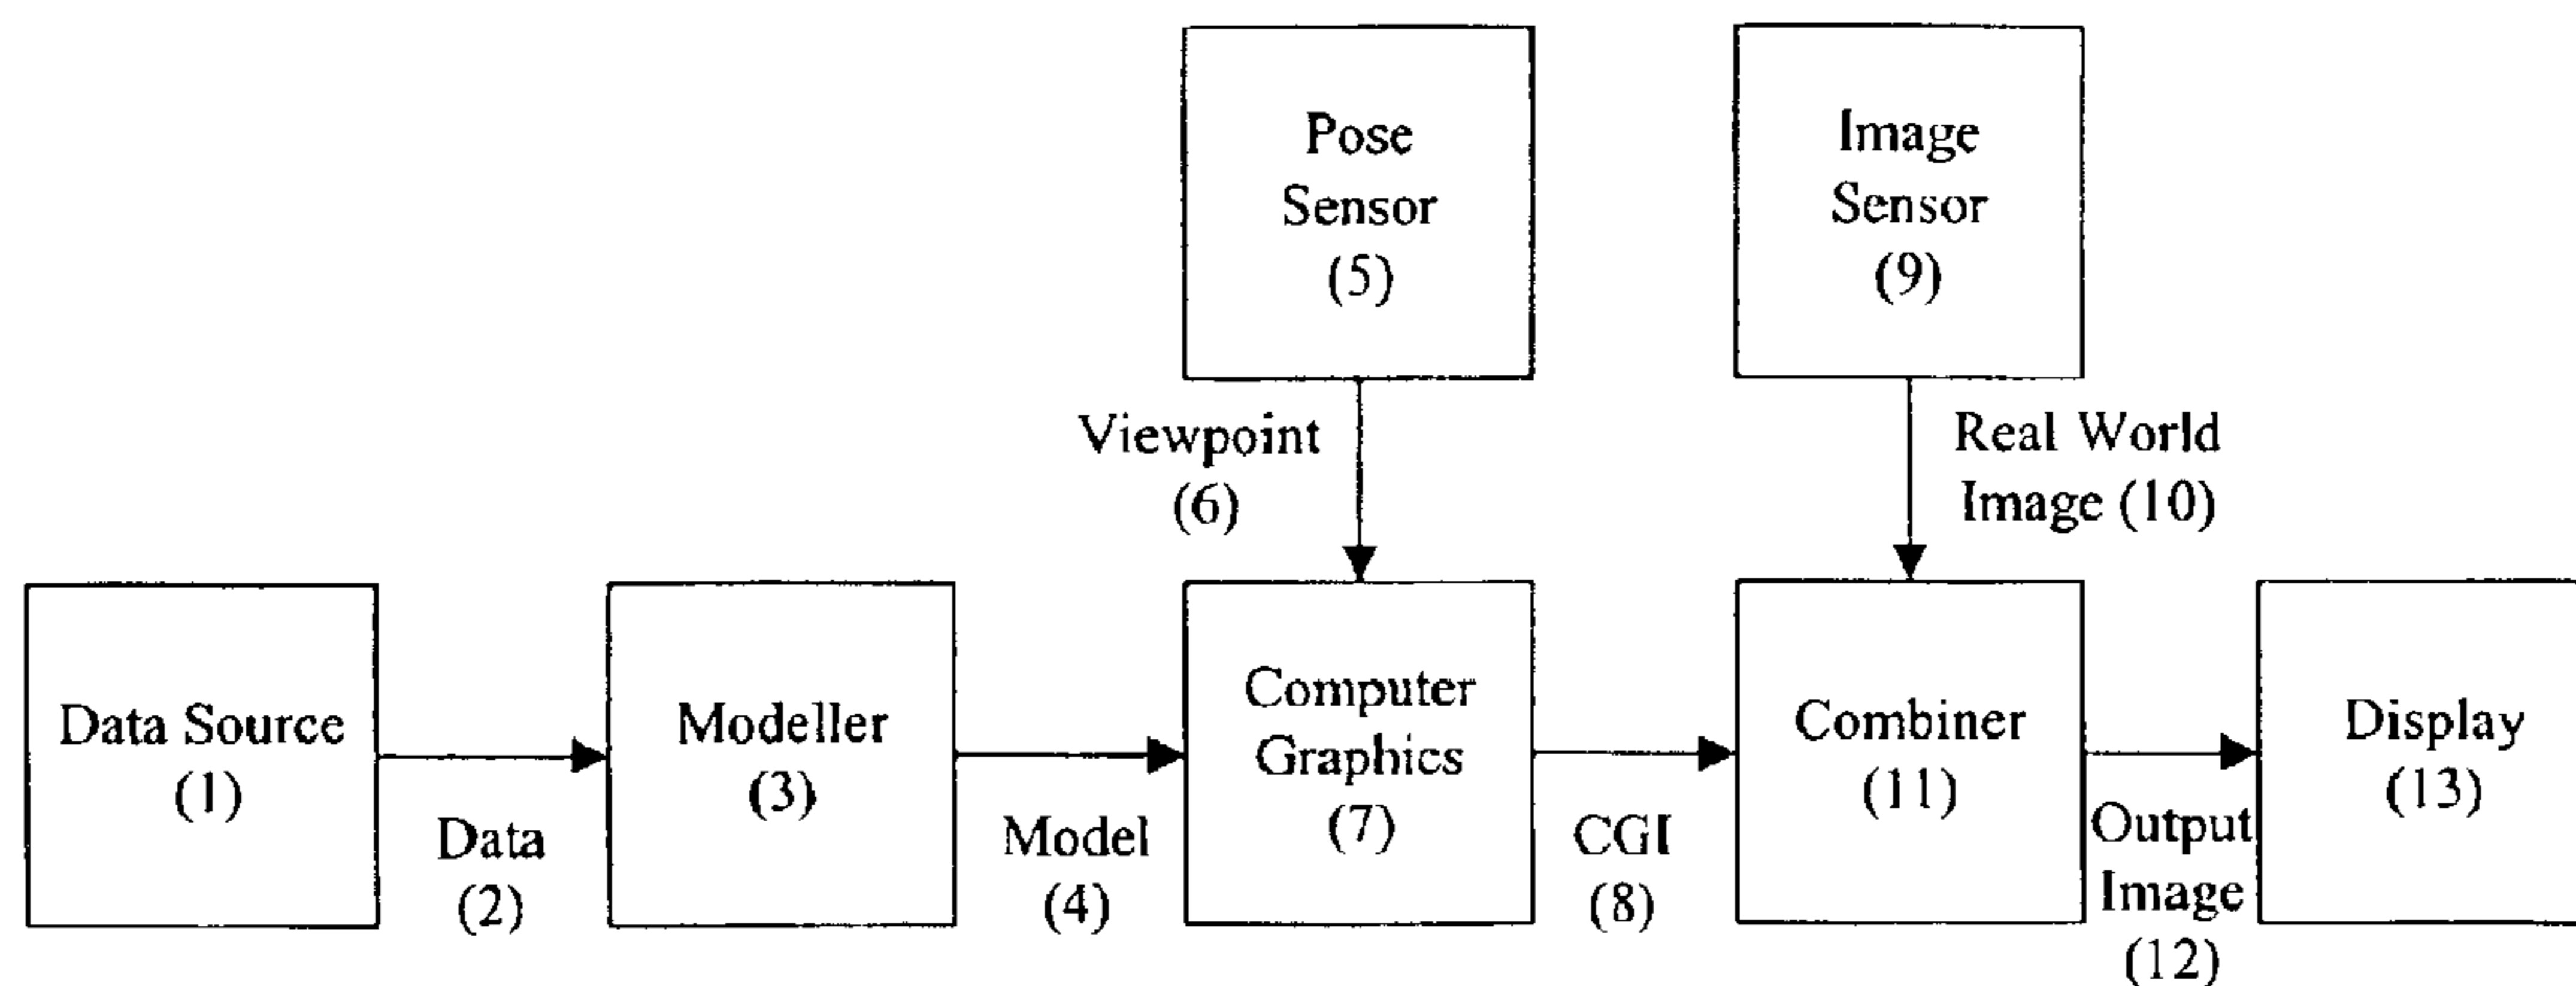 Pose
Sensor
(5)
Image
Sensor
(9)
Viewpoint
(6)
Real World
Image (10)
Data Source
(1)
Data
(2)
Modeller
(3)
Model
(4)
Computer
Graphics
(7)
CGI
(8)
Combiner
(11)
Output
Image
(12)
Display
(13)